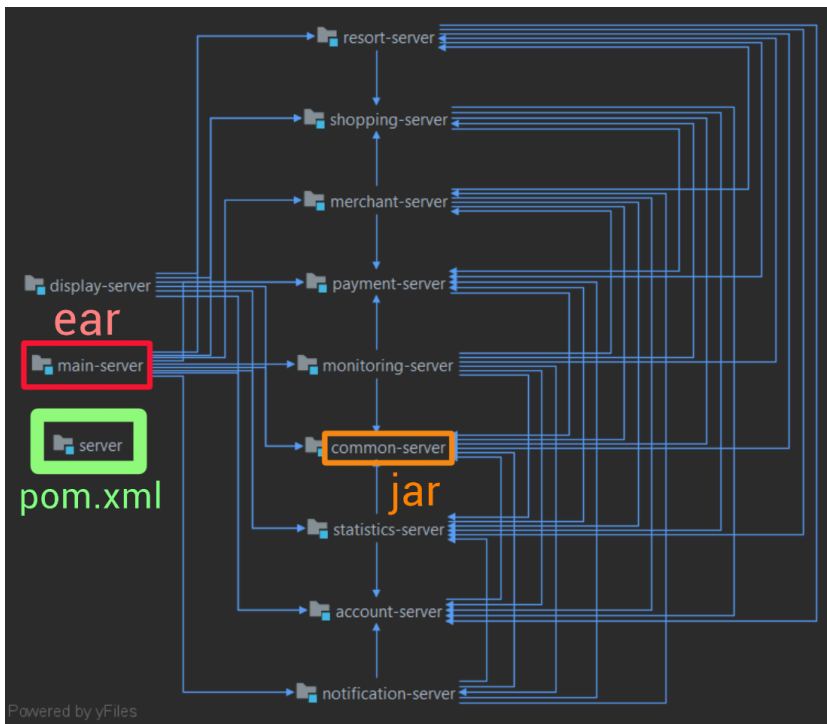 resort-server
shopping-server
merchant-server
display-server
payment-server
ear
main-server
monitoring-server
server
common-server
pom.xml
jar
statistics-server
account-server
notification-server
Powered by yFiles